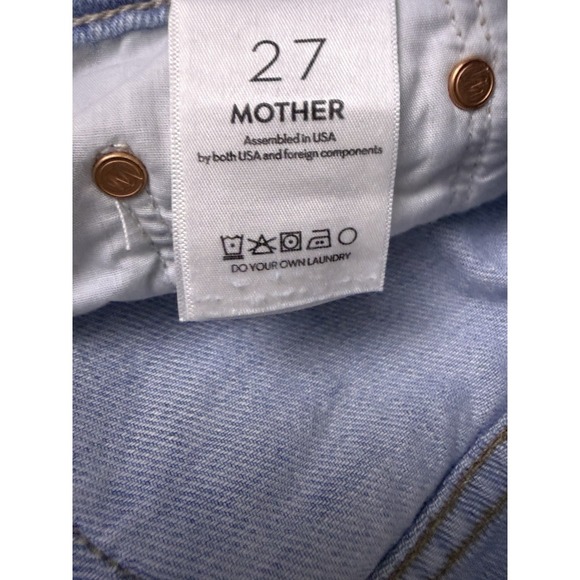 27
MOTHER
Assembled in USA
by both USA and foreign components
DO YOUR OWN LAUNDRY